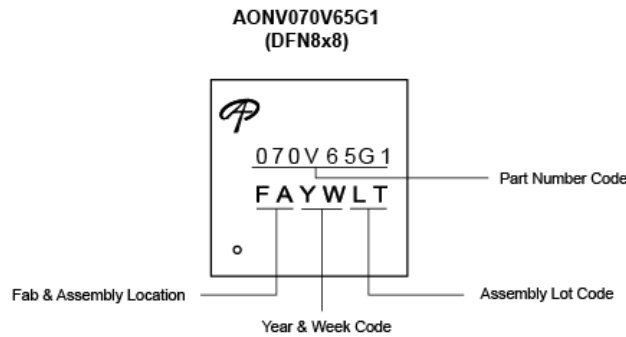 AONV070V65G1
(DFN8x8)
070V65G1
Part Number Code
FAYWLT
Fab & Assembly Location
Assembly Lot Code
Year & Week Code